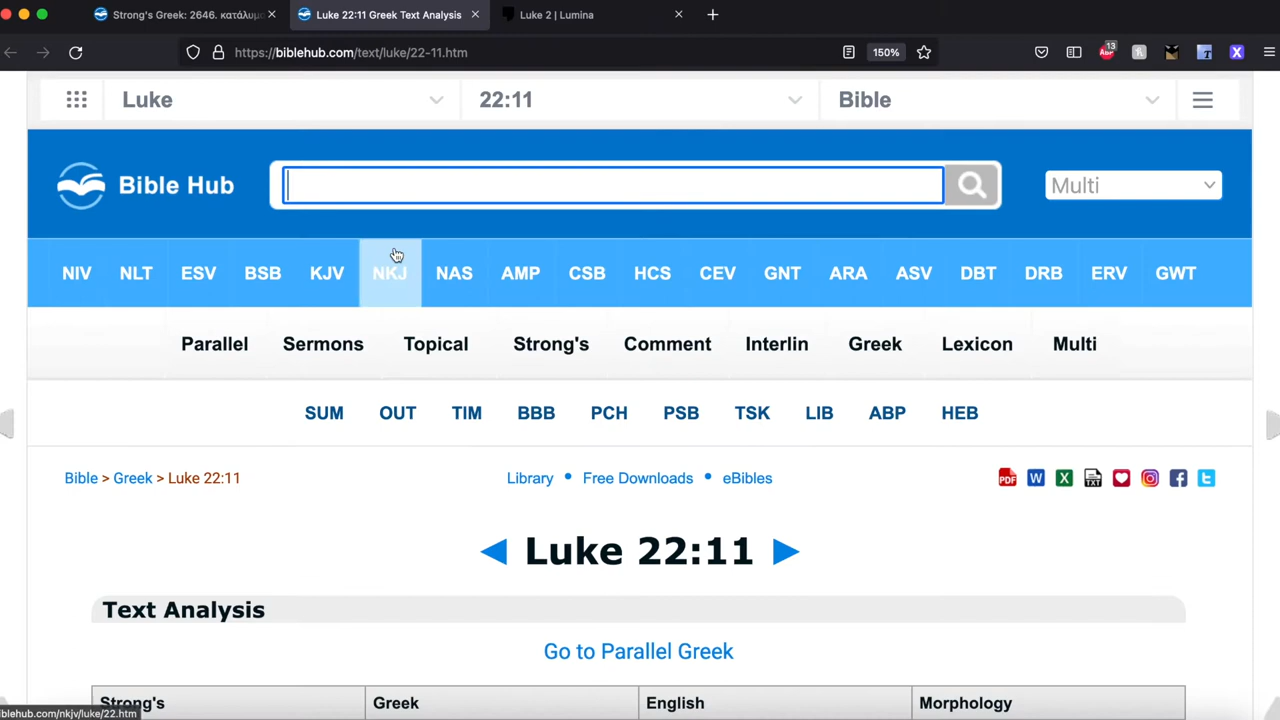 Strong's Greek: 2646. κατάλυμα
Luke 22:11 Greek Text Analysis
Luke 2 | Lumina
https://biblehub.com/text/luke/22-11.htm
150%
13
Luke
22:11
Bible
Bible Hub
Multi
NIV NLT ESV BSB KJV NKJ NAS AMP CSB HCS CEV GNT ARA ASV DBT DRB ERV GWT
Parallel Sermons Topical Strong's Comment Interlin Greek Lexicon Multi
SUM OUT TIM BBB PCH PSB TSK LIB ABP HEB
Bible > Greek > Luke 22:11
Library • Free Downloads • eBibles
◀ Luke 22:11 ▶
Text Analysis
Go to Parallel Greek
Strong's Greek English Morphology
iblehub.com/nkjv/luke/22.htm